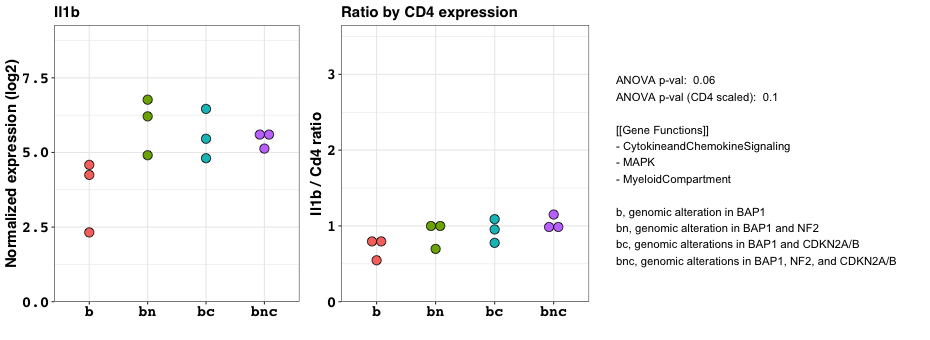 Il1b
Normalized expression (log2)
7.5
5.0
2.5
0.0
b bn bc bnc
Ratio by CD4 expression
Il1b / Cd4 ratio
3
2
1
0
b bn bc bnc
ANOVA p-val: 0.06
ANOVA p-val (CD4 scaled): 0.1
[[Gene Functions]]
- CytokineandChemokineSignaling
- MAPK
- MyeloidCompartment
b, genomic alteration in BAP1
bn, genomic alteration in BAP1 and NF2
bc, genomic alterations in BAP1 and CDKN2A/B
bnc, genomic alterations in BAP1, NF2, and CDKN2A/B